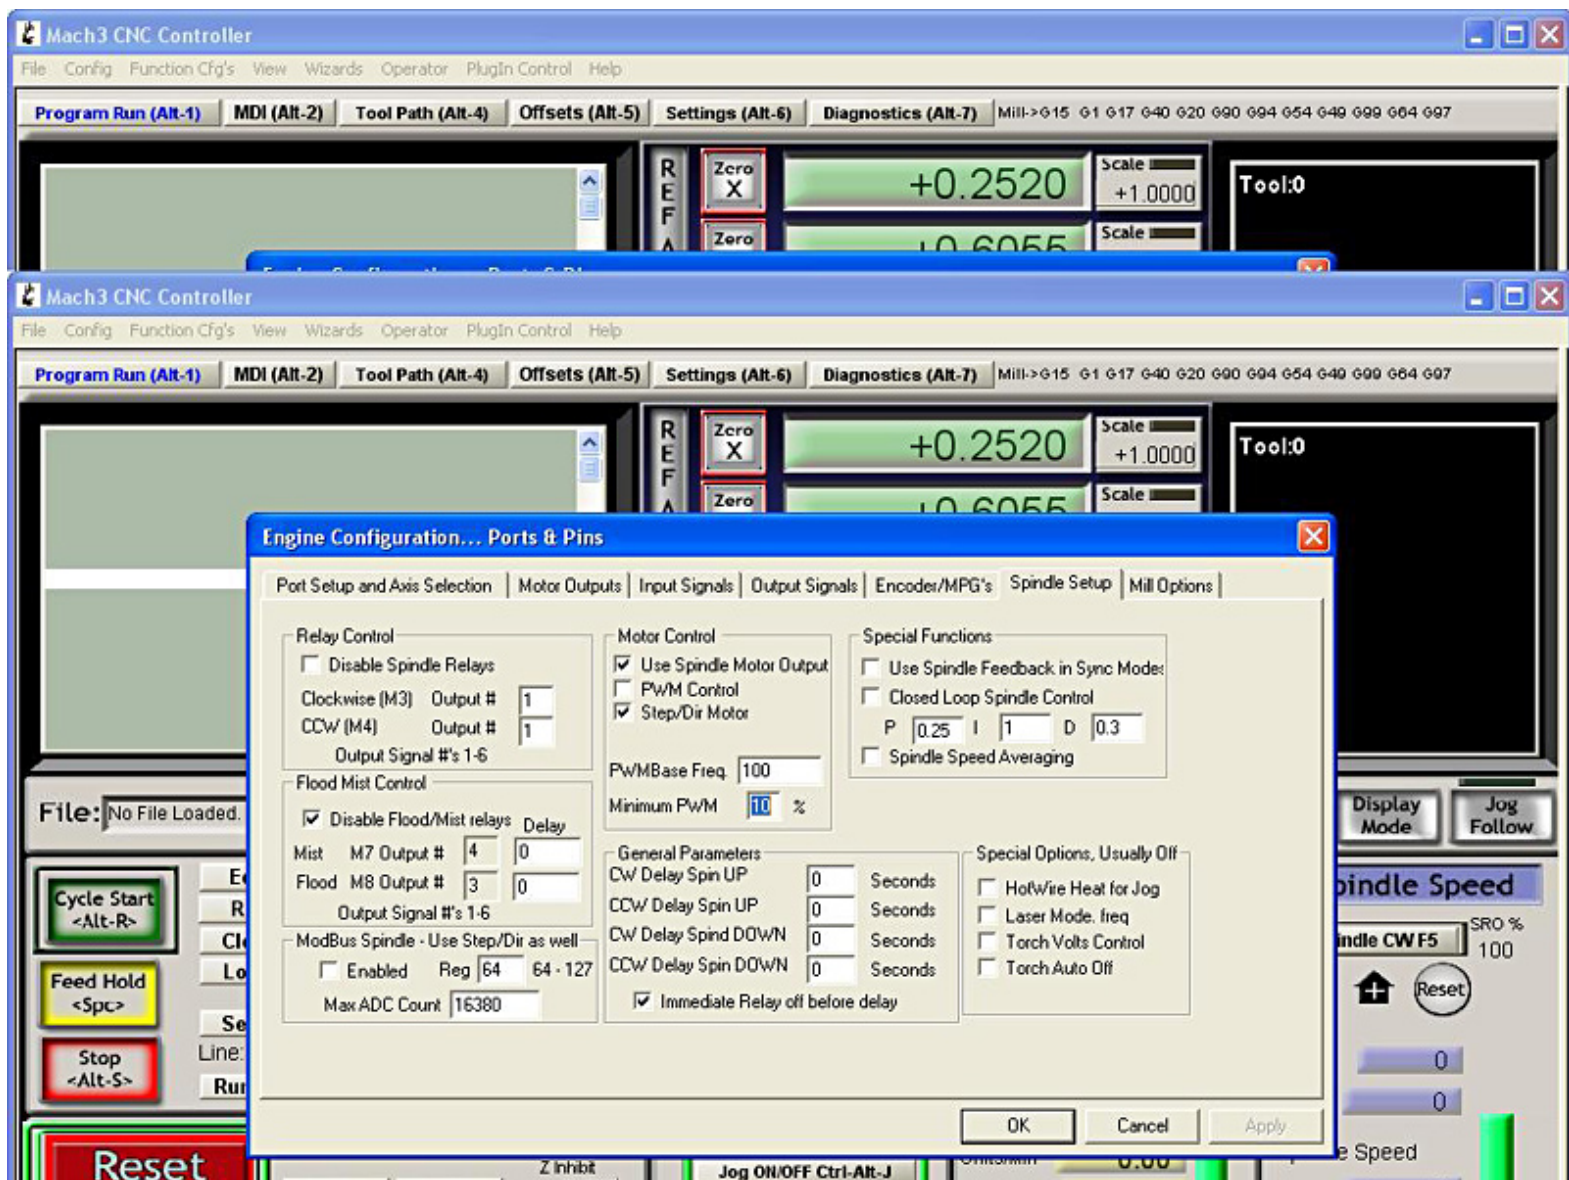 Mach3 CNC Controller
File Config Function Cfg's View Wizards Operator PlugIn Control Help
Program Run (Alt-1) MDI (Alt-2) Tool Path (Alt-4) Offsets (Alt-5) Settings (Alt-6) Diagnostics (Alt-7) Mill->G15 G1 G17 G40 G20 G90 G94 G54 G49 G99 G64 G97
R
E
F
A
Zero
X
+0.2520
Scale
+1.0000
Tool:0
Zero
+0.6055
Scale
Mach3 CNC Controller
File Config Function Cfg's View Wizards Operator PlugIn Control Help
Program Run (Alt-1) MDI (Alt-2) Tool Path (Alt-4) Offsets (Alt-5) Settings (Alt-6) Diagnostics (Alt-7) Mill->G15 G1 G17 G40 G20 G90 G94 G54 G49 G99 G64 G97
R
E
F
A
Zero
X
+0.2520
Scale
+1.0000
Tool:0
Zero
+0.6055
Scale
Engine Configuration... Ports & Pins
Port Setup and Axis Selection Motor Outputs Input Signals Output Signals Encoder/MPG's Spindle Setup Mill Options
Relay Control
Disable Spindle Relays
Clockwise (M3) Output # 1
CCW (M4) Output # 1
Output Signal #'s 1-6
Flood Mist Control
Disable Flood/Mist relays Delay
Mist M7 Output # 4 0
Flood M8 Output # 3 0
Output Signal #'s 1-6
ModBus Spindle - Use Step/Dir as well
Enabled Reg 64 64 - 127
Max ADC Count 16380
Motor Control
Use Spindle Motor Output
PWM Control
Step/Dir Motor
PWMBase Freq. 100
Minimum PWM 10 %
General Parameters
CW Delay Spin UP 0 Seconds
CCW Delay Spin UP 0 Seconds
CW Delay Spind DOWN 0 Seconds
CCW Delay Spin DOWN 0 Seconds
Immediate Relay off before delay
Special Functions
Use Spindle Feedback in Sync Modes
Closed Loop Spindle Control
P 0.25 I 1 D 0.3
Spindle Speed Averaging
Special Options, Usually Off
HotWire Heat for Jog
Laser Mode. freq
Torch Volts Control
Torch Auto Off
OK Cancel Apply
File: No File Loaded.
Display
Mode
Jog
Follow
Cycle Start
<Alt-R>
Feed Hold
<Spc>
Stop
<Alt-S>
Line:
Reset
pindle Speed
indle CW F5
SRO %
100
Reset
0
0
e Speed
Z Inhibit
Jog ON/OFF Ctrl-Alt-J
Units/Min
0.00